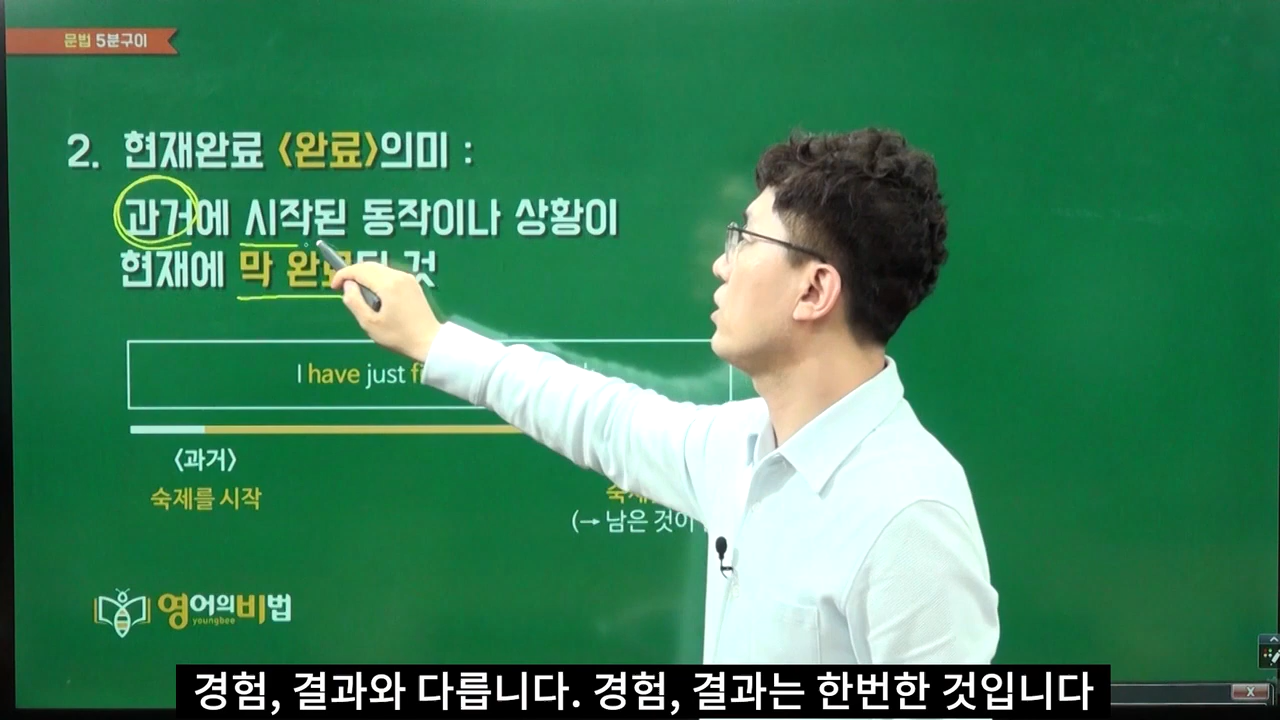 문법 5분구이
2. 현재완료 〈완료〉의미 :
과거에 시작된 동작이나 상황이
현재에 막 완료된 것
I have just
〈과거〉
숙제를 시작
(→ 남은 것이
영어의비법
youngbee
경험, 결과와 다릅니다. 경험, 결과는 한번한 것입니다
X